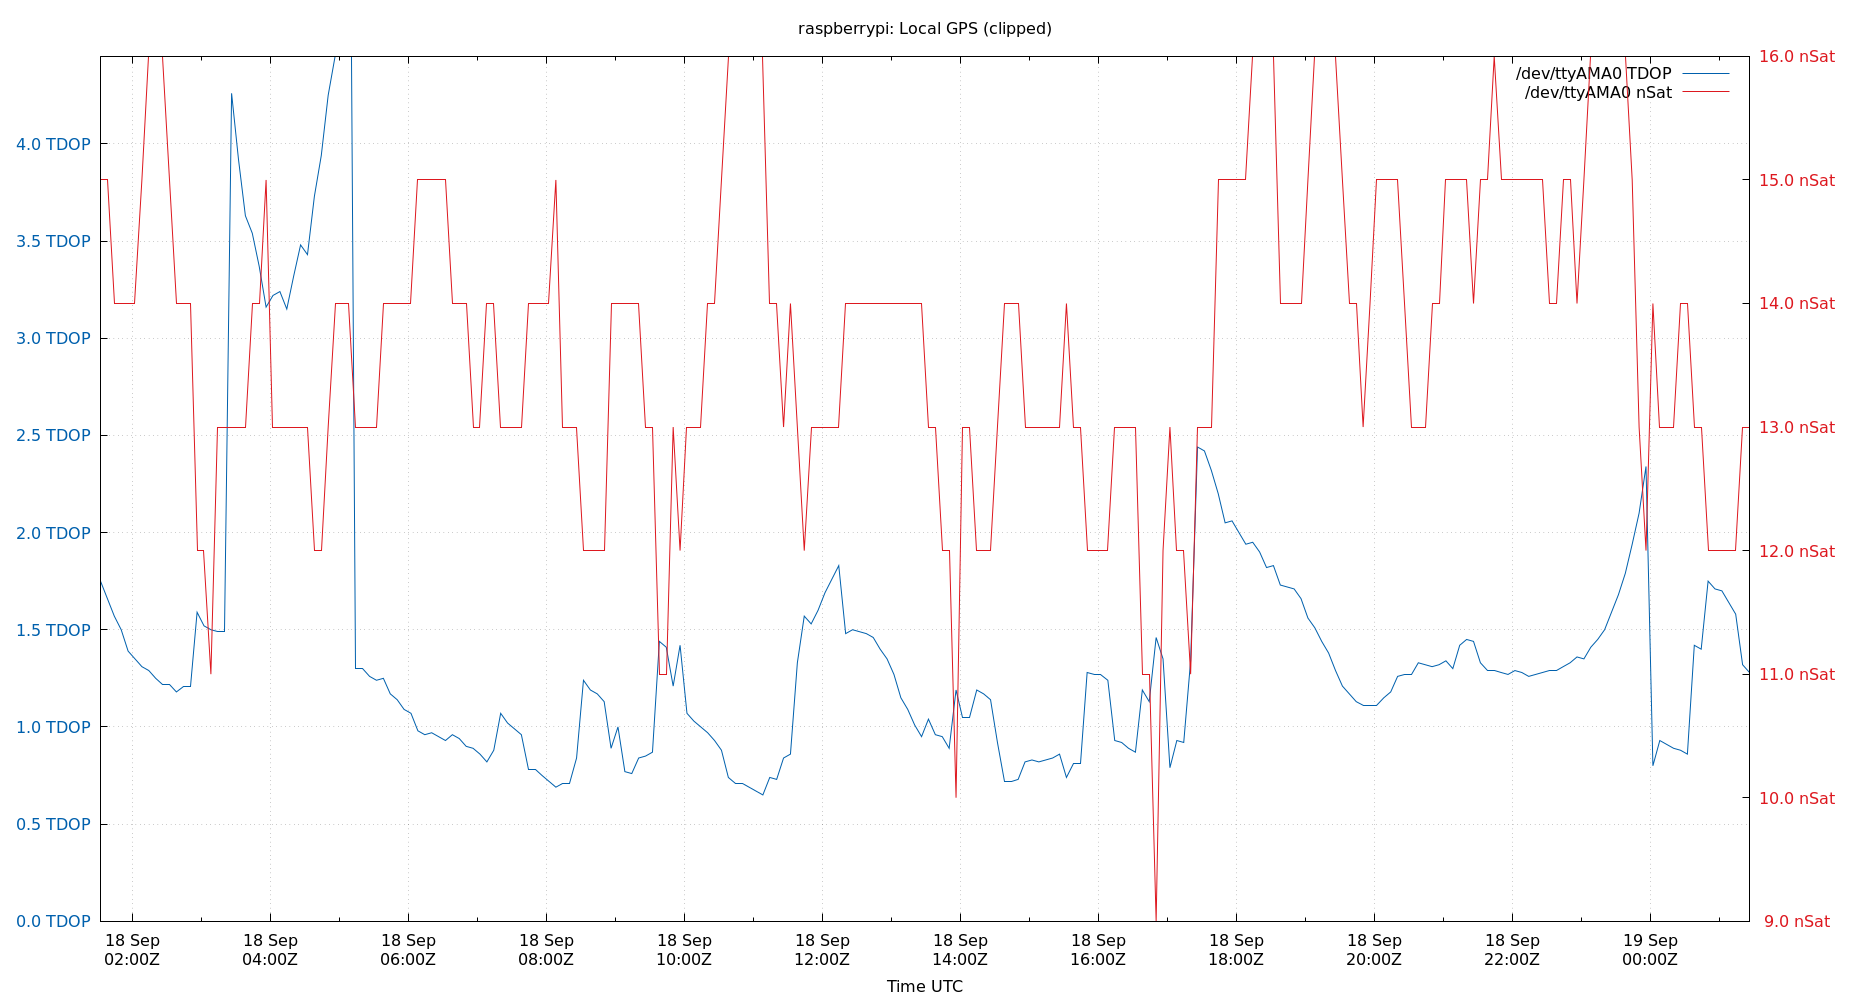 raspberrypi: Local GPS (clipped)
16.0 nSat
/dev/ttyAMA0 TDOP
/dev/ttyAMA0 nSat
4.0 TDOP
15.0 nSat
3.5 TDOP
14.0 nSat
3.0 TDOP
2.5 TDOP
13.0 nSat
2.0 TDOP
12.0 nSat
1.5 TDOP
11.0 nSat
1.0 TDOP
10.0 nSat
0.5 TDOP
0.0 TDOP
9.0 nSat
18 Sep 18 Sep 18 Sep 18 Sep 18 Sep 18 Sep 18 Sep 18 Sep 18 Sep 18 Sep 18 Sep 19 Sep
02:00Z 04:00Z 06:00Z 08:00Z 10:00Z 12:00Z 14:00Z 16:00Z 18:00Z 20:00Z 22:00Z 00:00Z
Time UTC